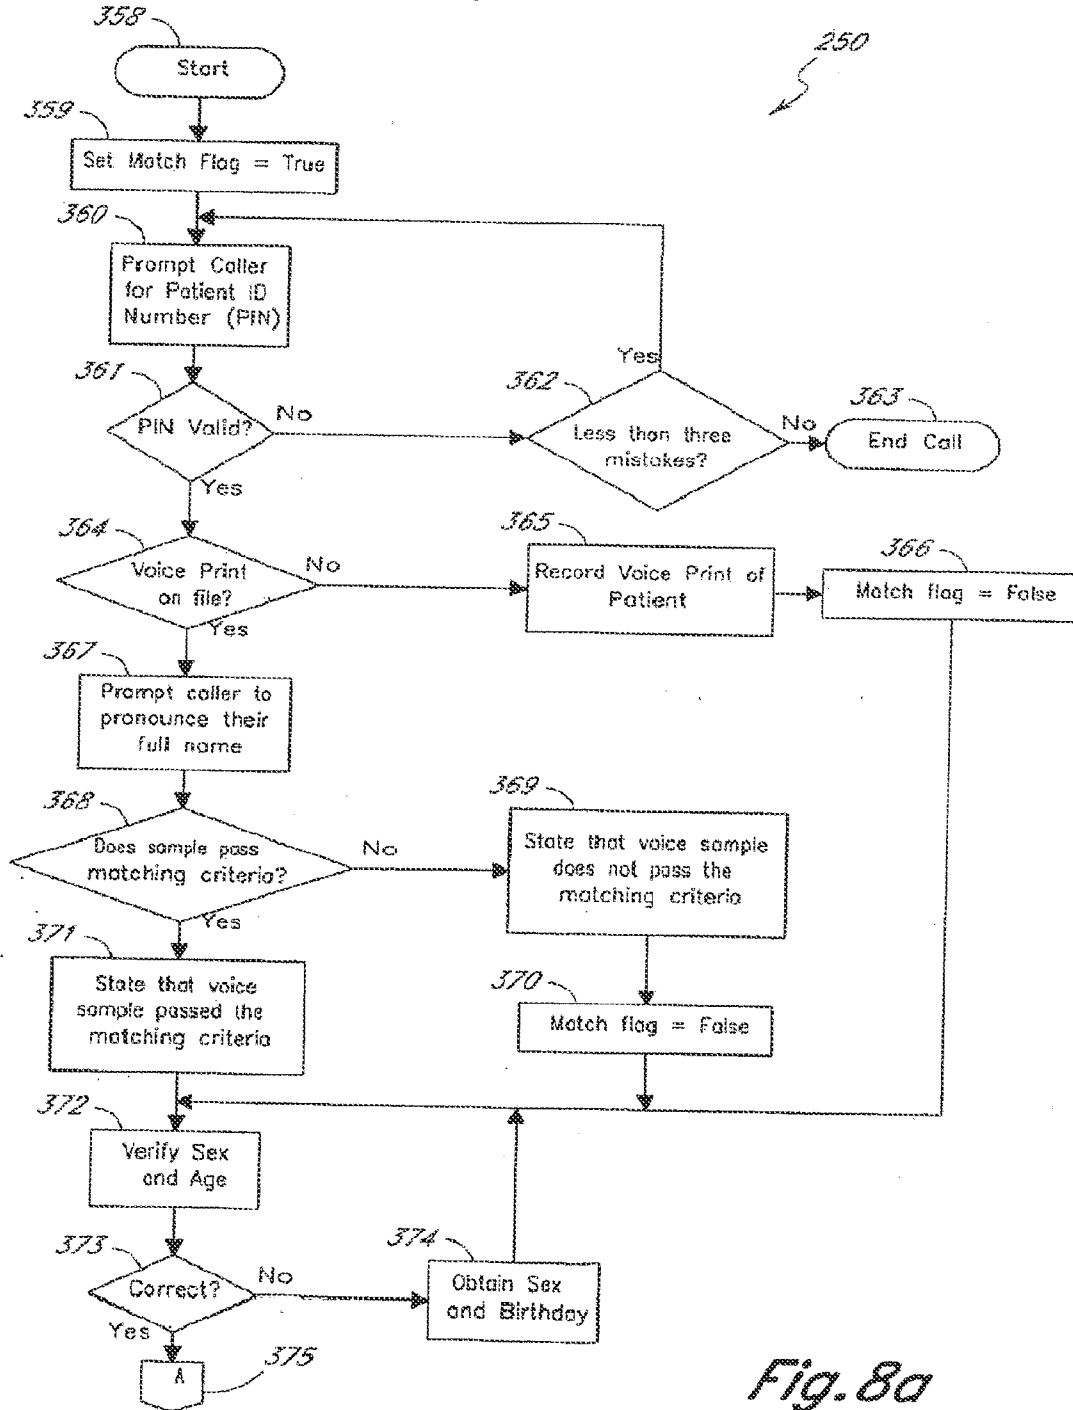 358
Start
250
359
Set Match Flag = True
360
Prompt Caller
for Patient ID
Number (PIN)
361
PIN Valid?
No
Yes
362
Less than three
mistakes?
Yes
No
363
End Call
364
Voice Print
on file?
No
Yes
365
Record Voice Print of
Patient
366
Match flag = False
367
Prompt caller to
pronounce their
full name
368
Does sample pass
matching criteria?
No
Yes
369
State that voice sample
does not pass the
matching criteria
370
Match flag = False
371
State that voice
sample passed the
matching criteria
372
Verify Sex
and Age
373
Correct?
No
Yes
374
Obtain Sex
and Birthday
A
375
Fig. 8a